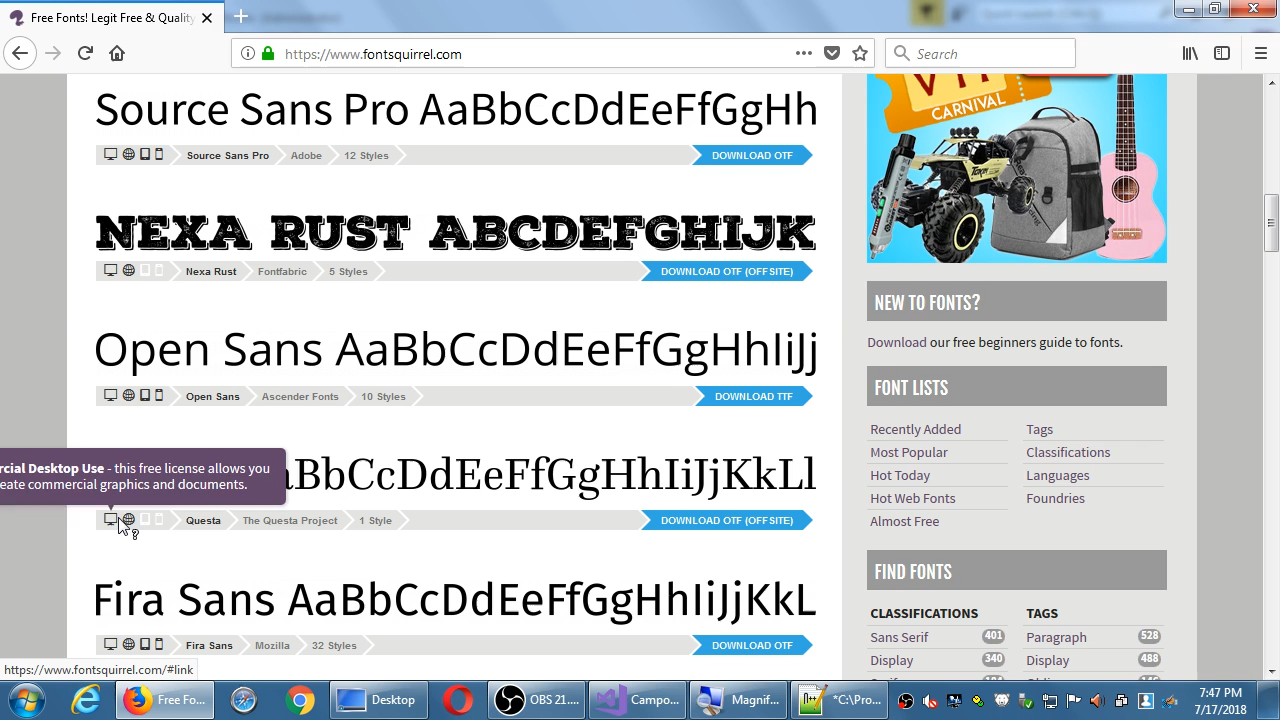 Free Fonts! Legit Free & Quality
https://www.fontsquirrel.com
Search
Source Sans Pro AaBbCcDdEeFfGgHh
Source Sans Pro Adobe 12 Styles DOWNLOAD OTF
NEXA RUST ABCDEFGHIJK
Nexa Rust Fontfabric 5 Styles DOWNLOAD OTF (OFFSITE)
Open Sans AaBbCcDdEeFfGgHhIiJj
Open Sans Ascender Fonts 10 Styles DOWNLOAD TTF
rcial Desktop Use - this free license allows you
eate commercial graphics and documents.
aBbCcDdEeFfGgHhIiJjKkLl
Questa The Questa Project 1 Style DOWNLOAD OTF (OFFSITE)
Fira Sans AaBbCcDdEeFfGgHhIiJjKkL
Fira Sans Mozilla 32 Styles DOWNLOAD OTF
https://www.fontsquirrel.com/#link
VIP
CARNIVAL
NEW TO FONTS?
Download our free beginners guide to fonts.
FONT LISTS
Recently Added Tags
Most Popular Classifications
Hot Today Languages
Hot Web Fonts Foundries
Almost Free
FIND FONTS
CLASSIFICATIONS TAGS
Sans Serif 401 Paragraph 528
Display 340 Display 488
Free Fo...
Desktop
OBS 21....
Campo...
Magnif...
*C:\Pro...
7:47 PM
7/17/2018